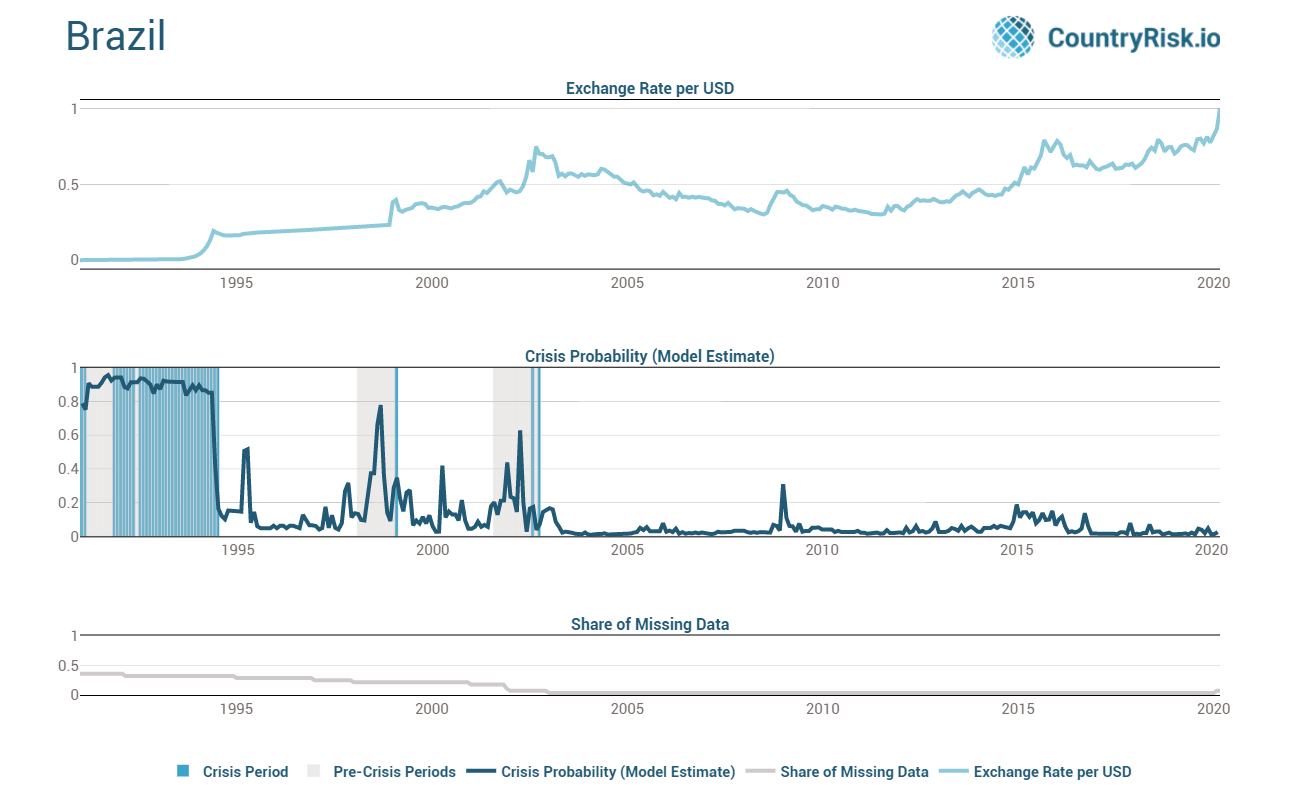 Brazil
CountryRisk.io
Exchange Rate per USD
1
0.5
0
1995 2000 2005 2010 2015 2020
Crisis Probability (Model Estimate)
1
0.8
0.6
0.4
0.2
0
1995 2000 2005 2010 2015 2020
Share of Missing Data
1
0.5
0
1995 2000 2005 2010 2015 2020
Crisis Period Pre-Crisis Periods Crisis Probability (Model Estimate) Share of Missing Data Exchange Rate per USD